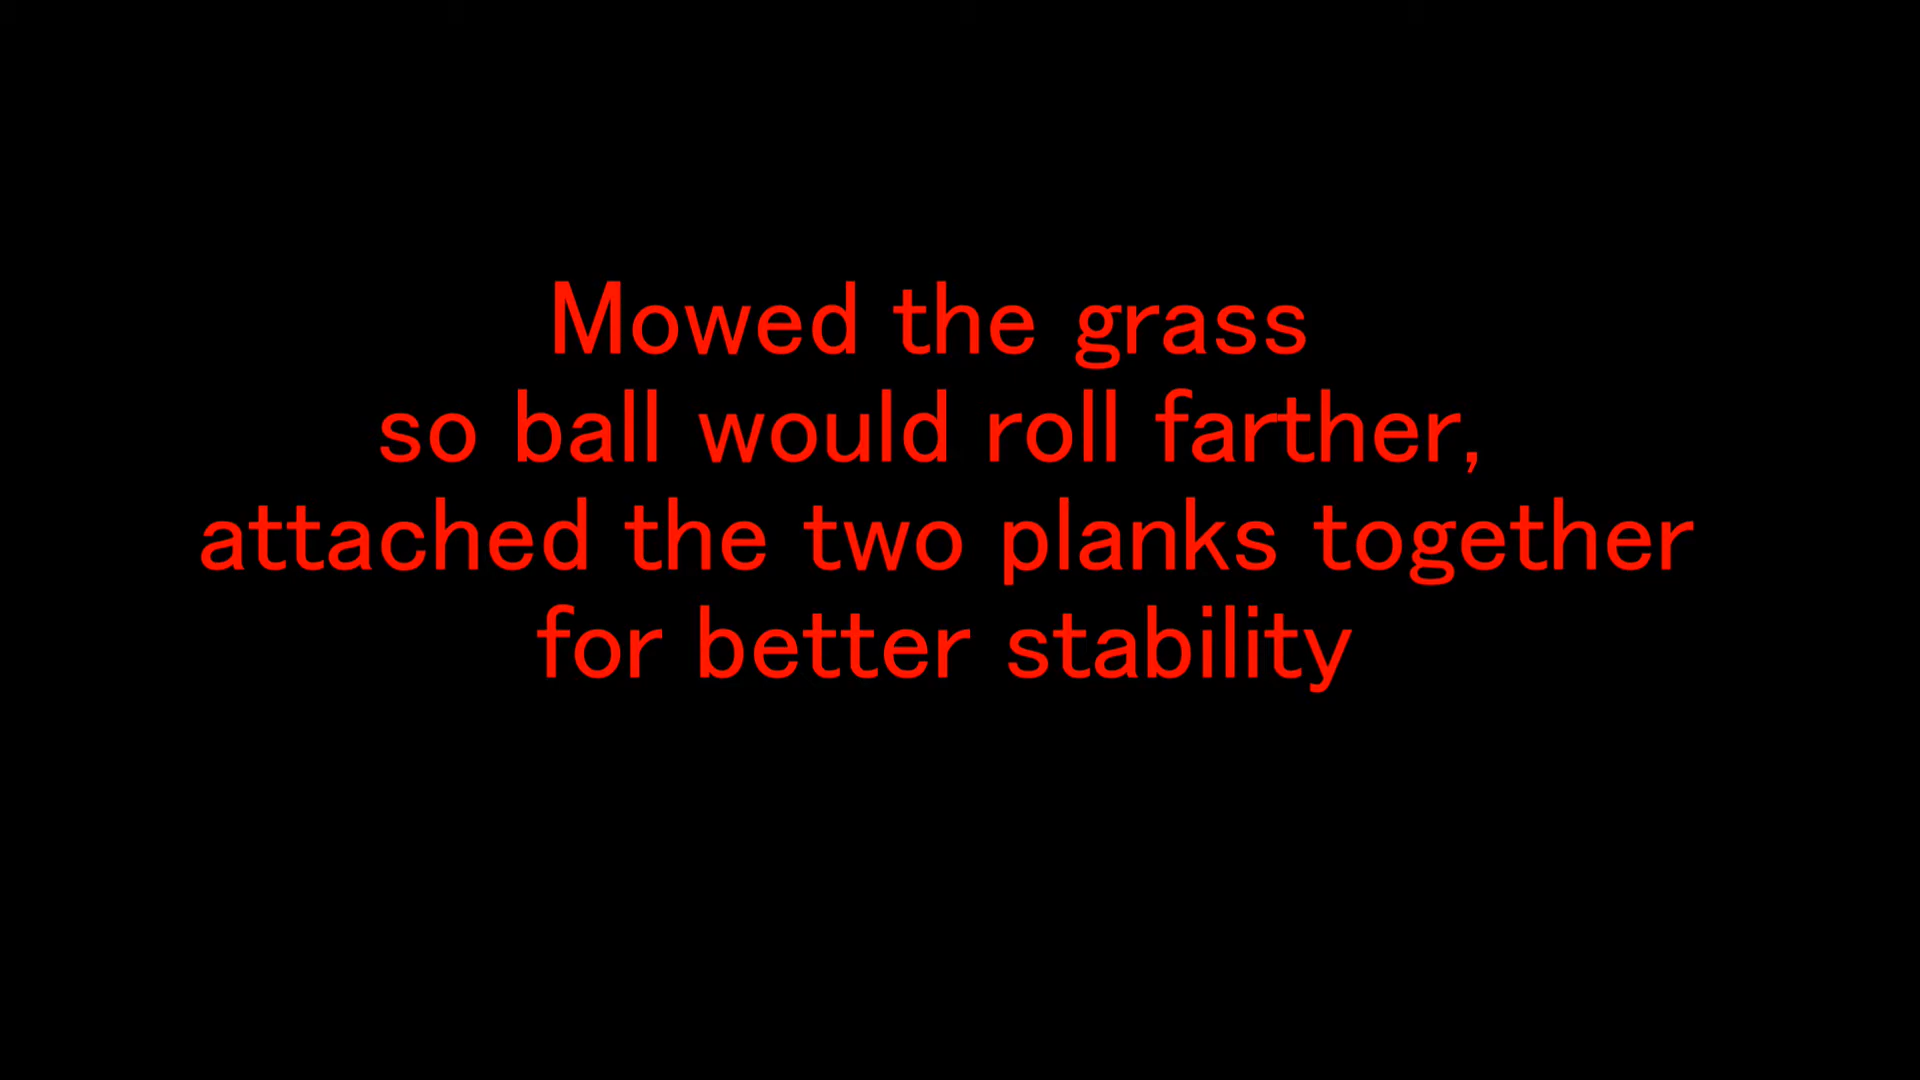 Mowed the grass
so ball would roll farther,
attached the two planks together
for better stability